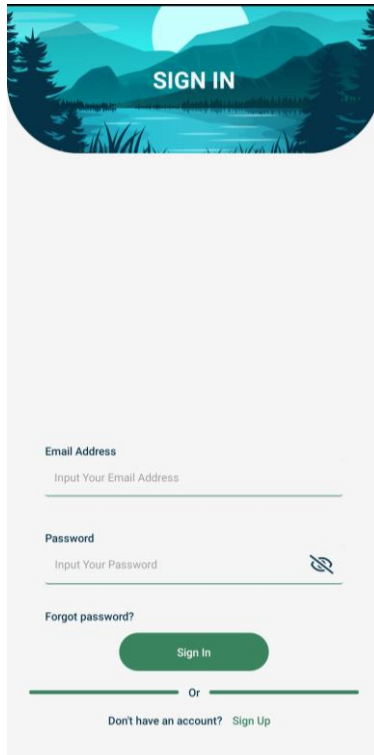 SIGN IN
Email Address
Input Your Email Address
Password
Input Your Password
Forgot password?
Sign In
Or
Don't have an account? Sign Up